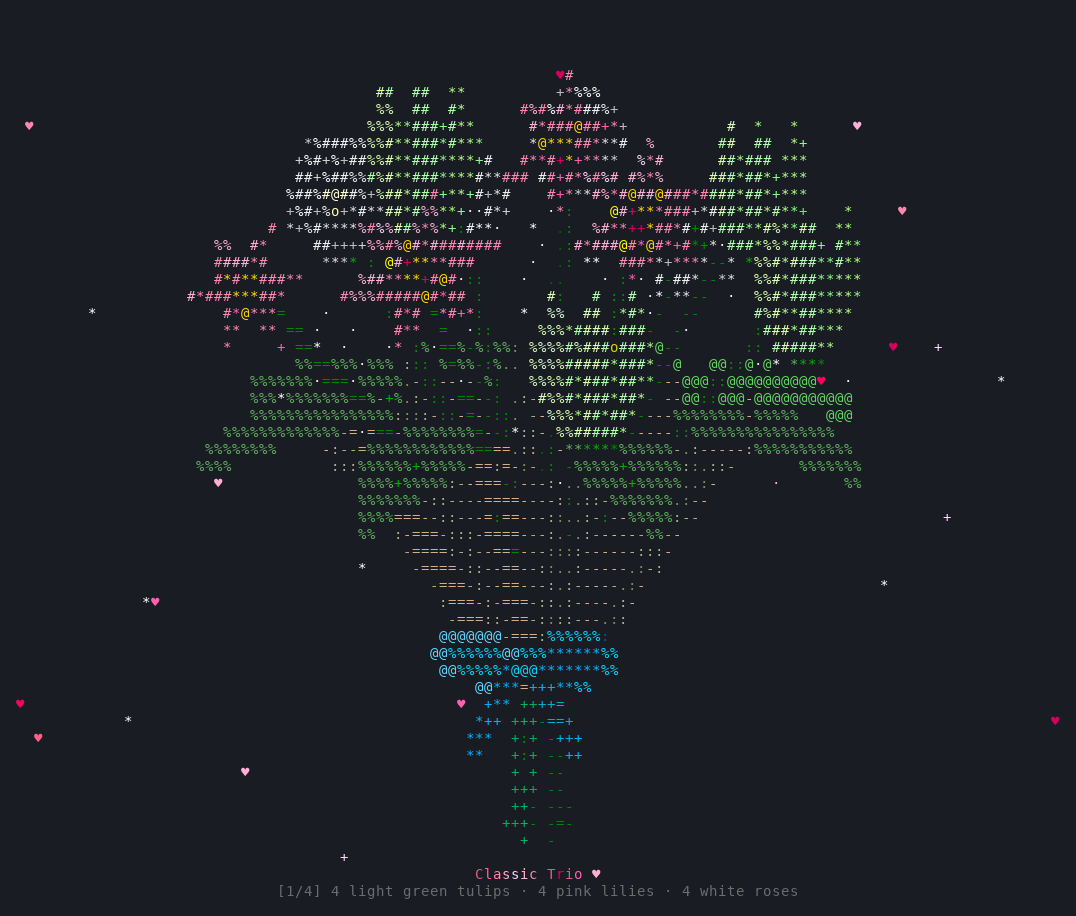 Classic Trio ♥
[1/4] 4 light green tulips · 4 pink lilies · 4 white roses